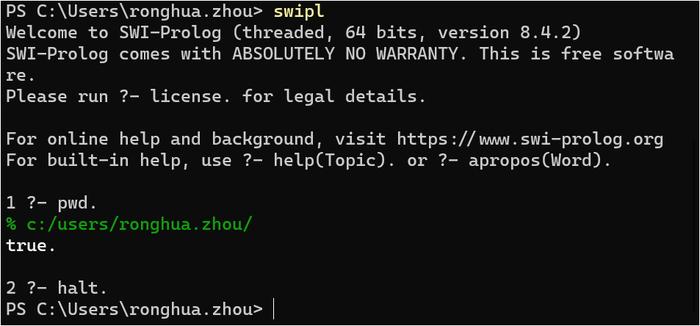 PS C:\Users\ronghua.zhou> swipl
Welcome to SWI-Prolog (threaded, 64 bits, version 8.4.2)
SWI-Prolog comes with ABSOLUTELY NO WARRANTY. This is free softwa
re.
Please run ?- license. for legal details.

For online help and background, visit https://www.swi-prolog.org
For built-in help, use ?- help(Topic). or ?- apropos(Word).

1 ?- pwd.
% c:/users/ronghua.zhou/
true.

2 ?- halt.
PS C:\Users\ronghua.zhou>